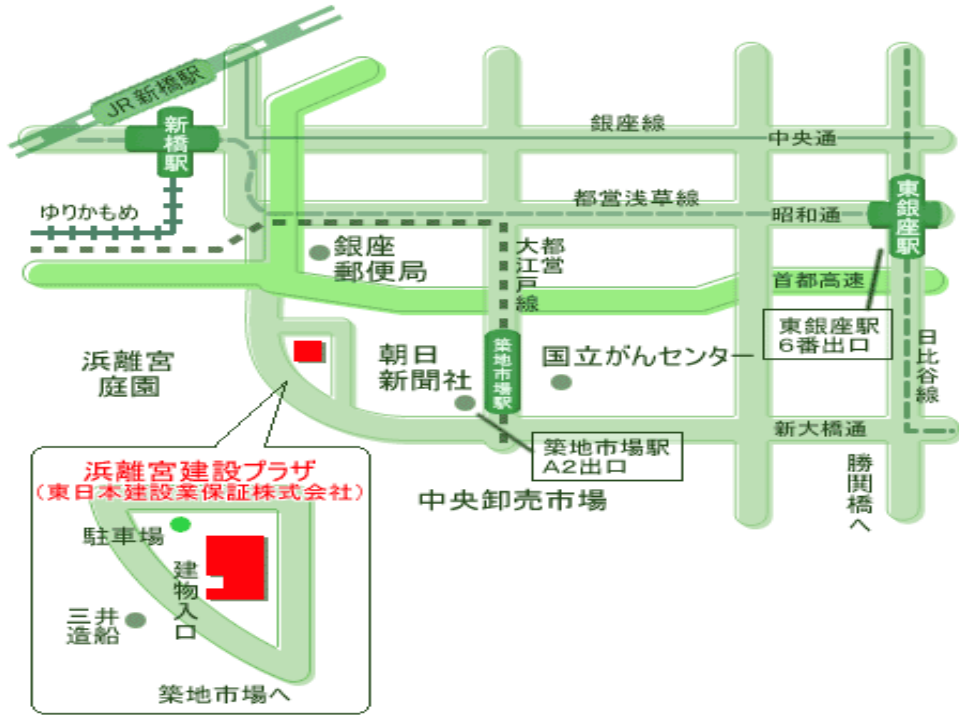 JR新橋駅
新橋駅
銀座線
中央通
ゆりかもめ
都営浅草線
昭和通
東銀座駅
銀座
郵便局
都営
大江戸線
首都高速
東銀座駅
6番出口
浜離宮
庭園
朝日
新聞社
築地市場駅
国立がんセンター
日比谷線
新大橋通
築地市場駅
A2出口
中央卸売市場
勝関橋へ
浜離宮建設プラザ
(東日本建設業保証株式会社)
駐車場
建物入口
三井
造船
築地市場へ